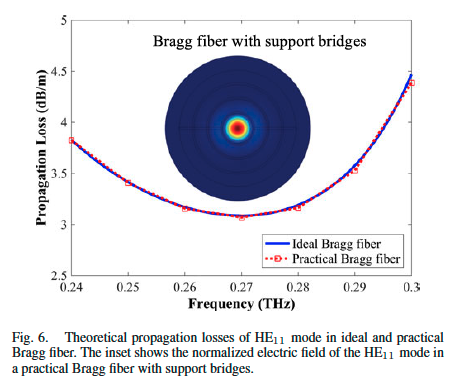 5
Bragg fiber with support bridges
4.5
4
3.5
3
2.5
Propagation Loss (dB/m)
Ideal Bragg fiber
Practical Bragg fiber
0.24 0.25 0.26 0.27 0.28 0.29 0.3
Frequency (THz)
Fig. 6. Theoretical propagation losses of HE₁₁ mode in ideal and practical
Bragg fiber. The inset shows the normalized electric field of the HE₁₁ mode in
a practical Bragg fiber with support bridges.